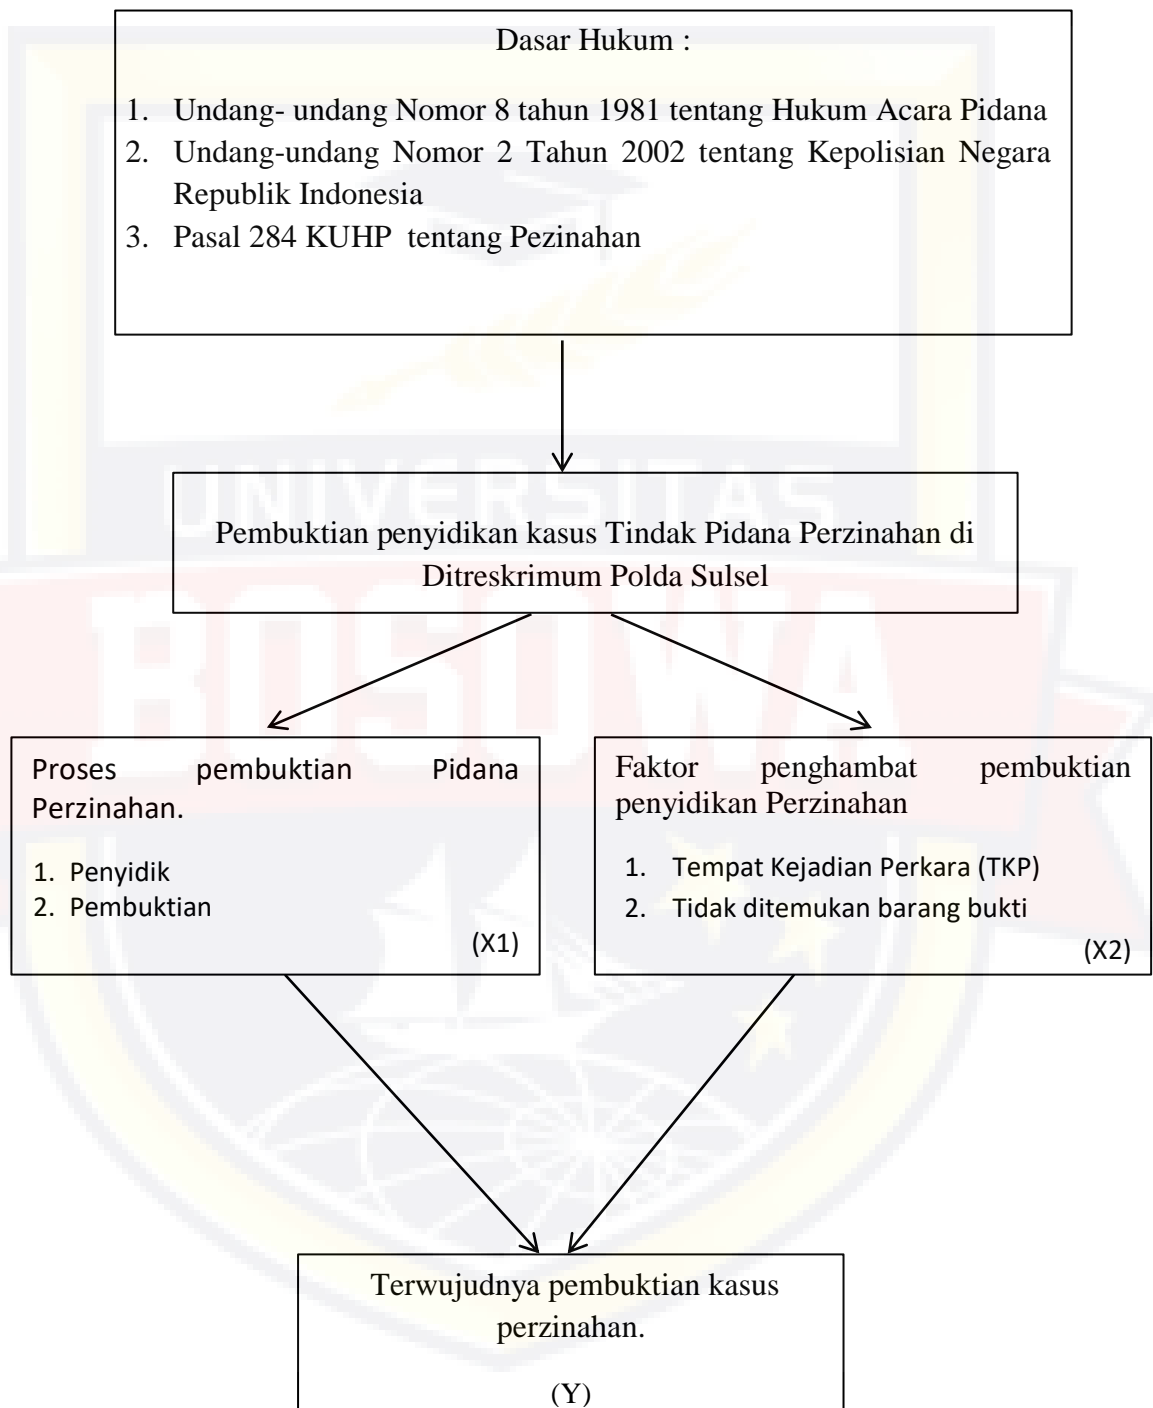 Dasar Hukum :
1. Undang- undang Nomor 8 tahun 1981 tentang Hukum Acara Pidana
2. Undang-undang Nomor 2 Tahun 2002 tentang Kepolisian Negara
Republik Indonesia
3. Pasal 284 KUHP tentang Pezinahan
UNIVERSITAS
Pembuktian penyidikan kasus Tindak Pidana Perzinahan di
Ditreskrimum Polda Sulsel
BOSOWA
Proses pembuktian Pidana
Perzinahan.
1. Penyidik
2. Pembuktian
(X1)
Faktor penghambat pembuktian
penyidikan Perzinahan
1. Tempat Kejadian Perkara (TKP)
2. Tidak ditemukan barang bukti
(X2)
Terwujudnya pembuktian kasus
perzinahan.
(Y)